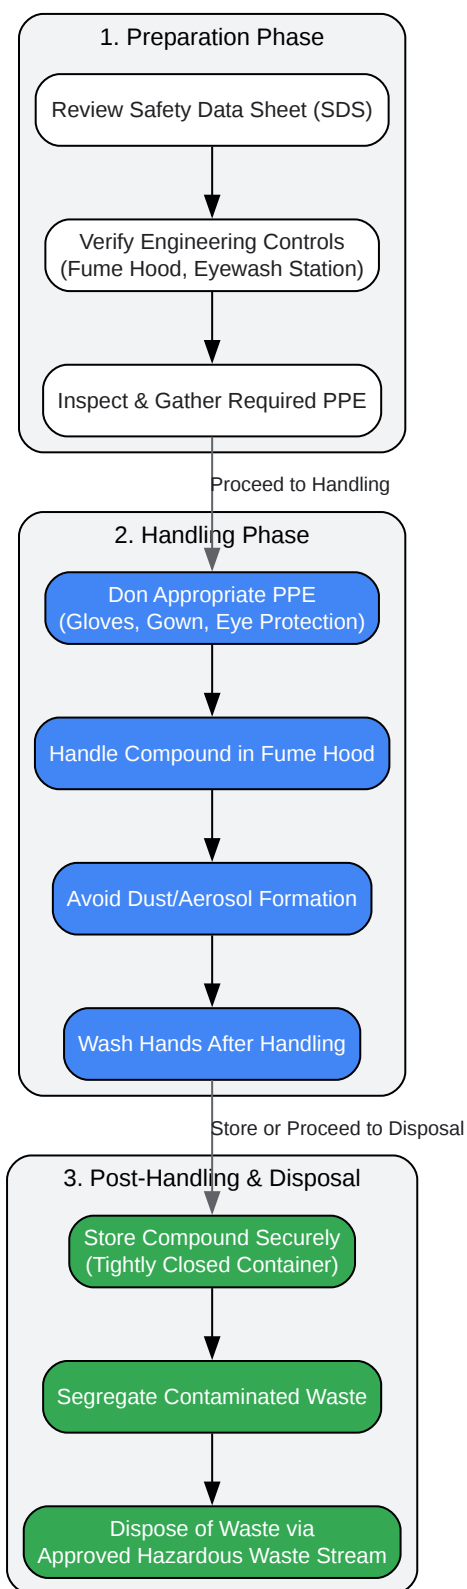 1. Preparation Phase
Review Safety Data Sheet (SDS)
Verify Engineering Controls
(Fume Hood, Eyewash Station)
Inspect & Gather Required PPE
Proceed to Handling
2. Handling Phase
Don Appropriate PPE
(Gloves, Gown, Eye Protection)
Handle Compound in Fume Hood
Avoid Dust/Aerosol Formation
Wash Hands After Handling
Store or Proceed to Disposal
3. Post-Handling & Disposal
Store Compound Securely
(Tightly Closed Container)
Segregate Contaminated Waste
Dispose of Waste via
Approved Hazardous Waste Stream